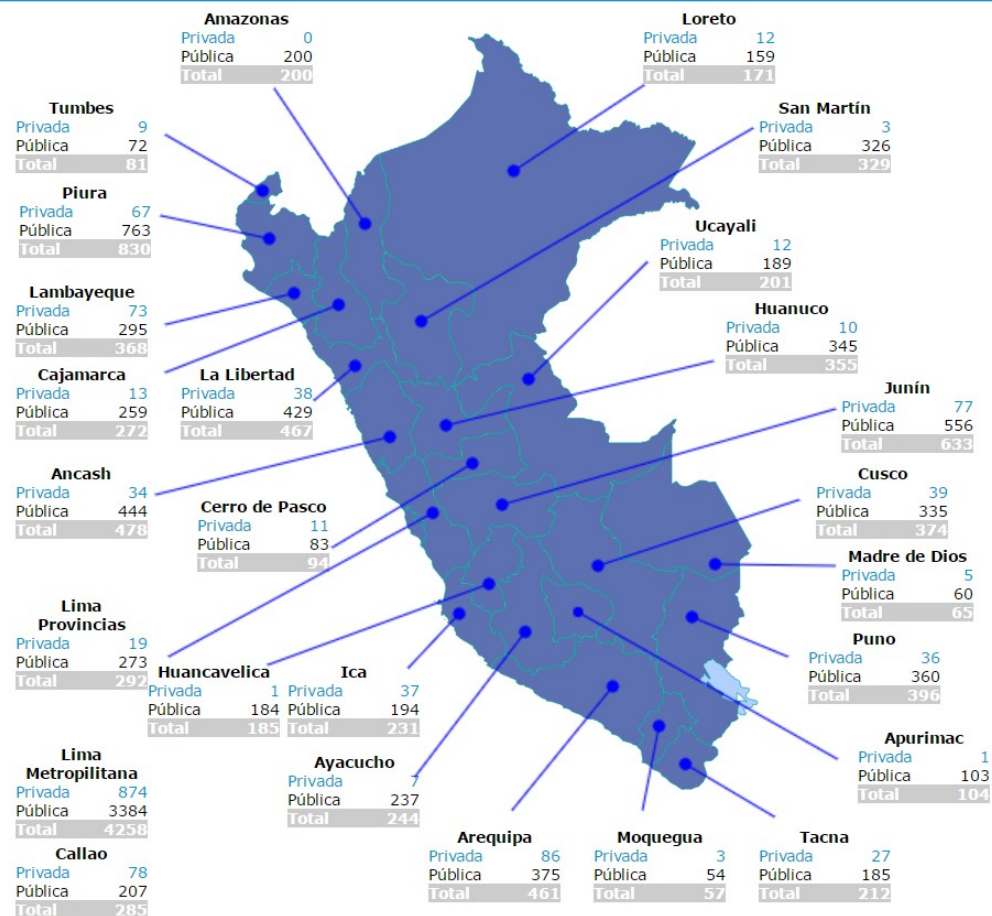 Amazonas
Privada 0
Pública 200
Total 200
Loreto
Privada 12
Pública 159
Total 171
Tumbes
Privada 9
Pública 72
Total 81
San Martín
Privada 3
Pública 326
Total 329
Piura
Privada 67
Pública 763
Total 830
Ucayali
Privada 12
Pública 189
Total 201
Lambayeque
Privada 73
Pública 295
Total 368
Huanuco
Privada 10
Pública 345
Total 355
Cajamarca
Privada 13
Pública 259
Total 272
La Libertad
Privada 38
Pública 429
Total 467
Junín
Privada 77
Pública 556
Total 633
Ancash
Privada 34
Pública 444
Total 478
Cerro de Pasco
Privada 11
Pública 83
Total 94
Cusco
Privada 39
Pública 335
Total 374
Madre de Dios
Privada 5
Pública 60
Total 65
Lima
Provincias
Privada 19
Pública 273
Total 292
Huancavelica
Privada 1
Pública 184
Total 185
Ica
Privada 37
Pública 194
Total 231
Puno
Privada 36
Pública 360
Total 396
Lima
Metropilitana
Privada 874
Pública 3384
Total 4258
Ayacucho
Privada 7
Pública 237
Total 244
Apurimac
Privada 1
Pública 103
Total 104
Callao
Privada 78
Pública 207
Total 285
Arequipa
Privada 86
Pública 375
Total 461
Moquegua
Privada 3
Pública 54
Total 57
Tacna
Privada 27
Pública 185
Total 212